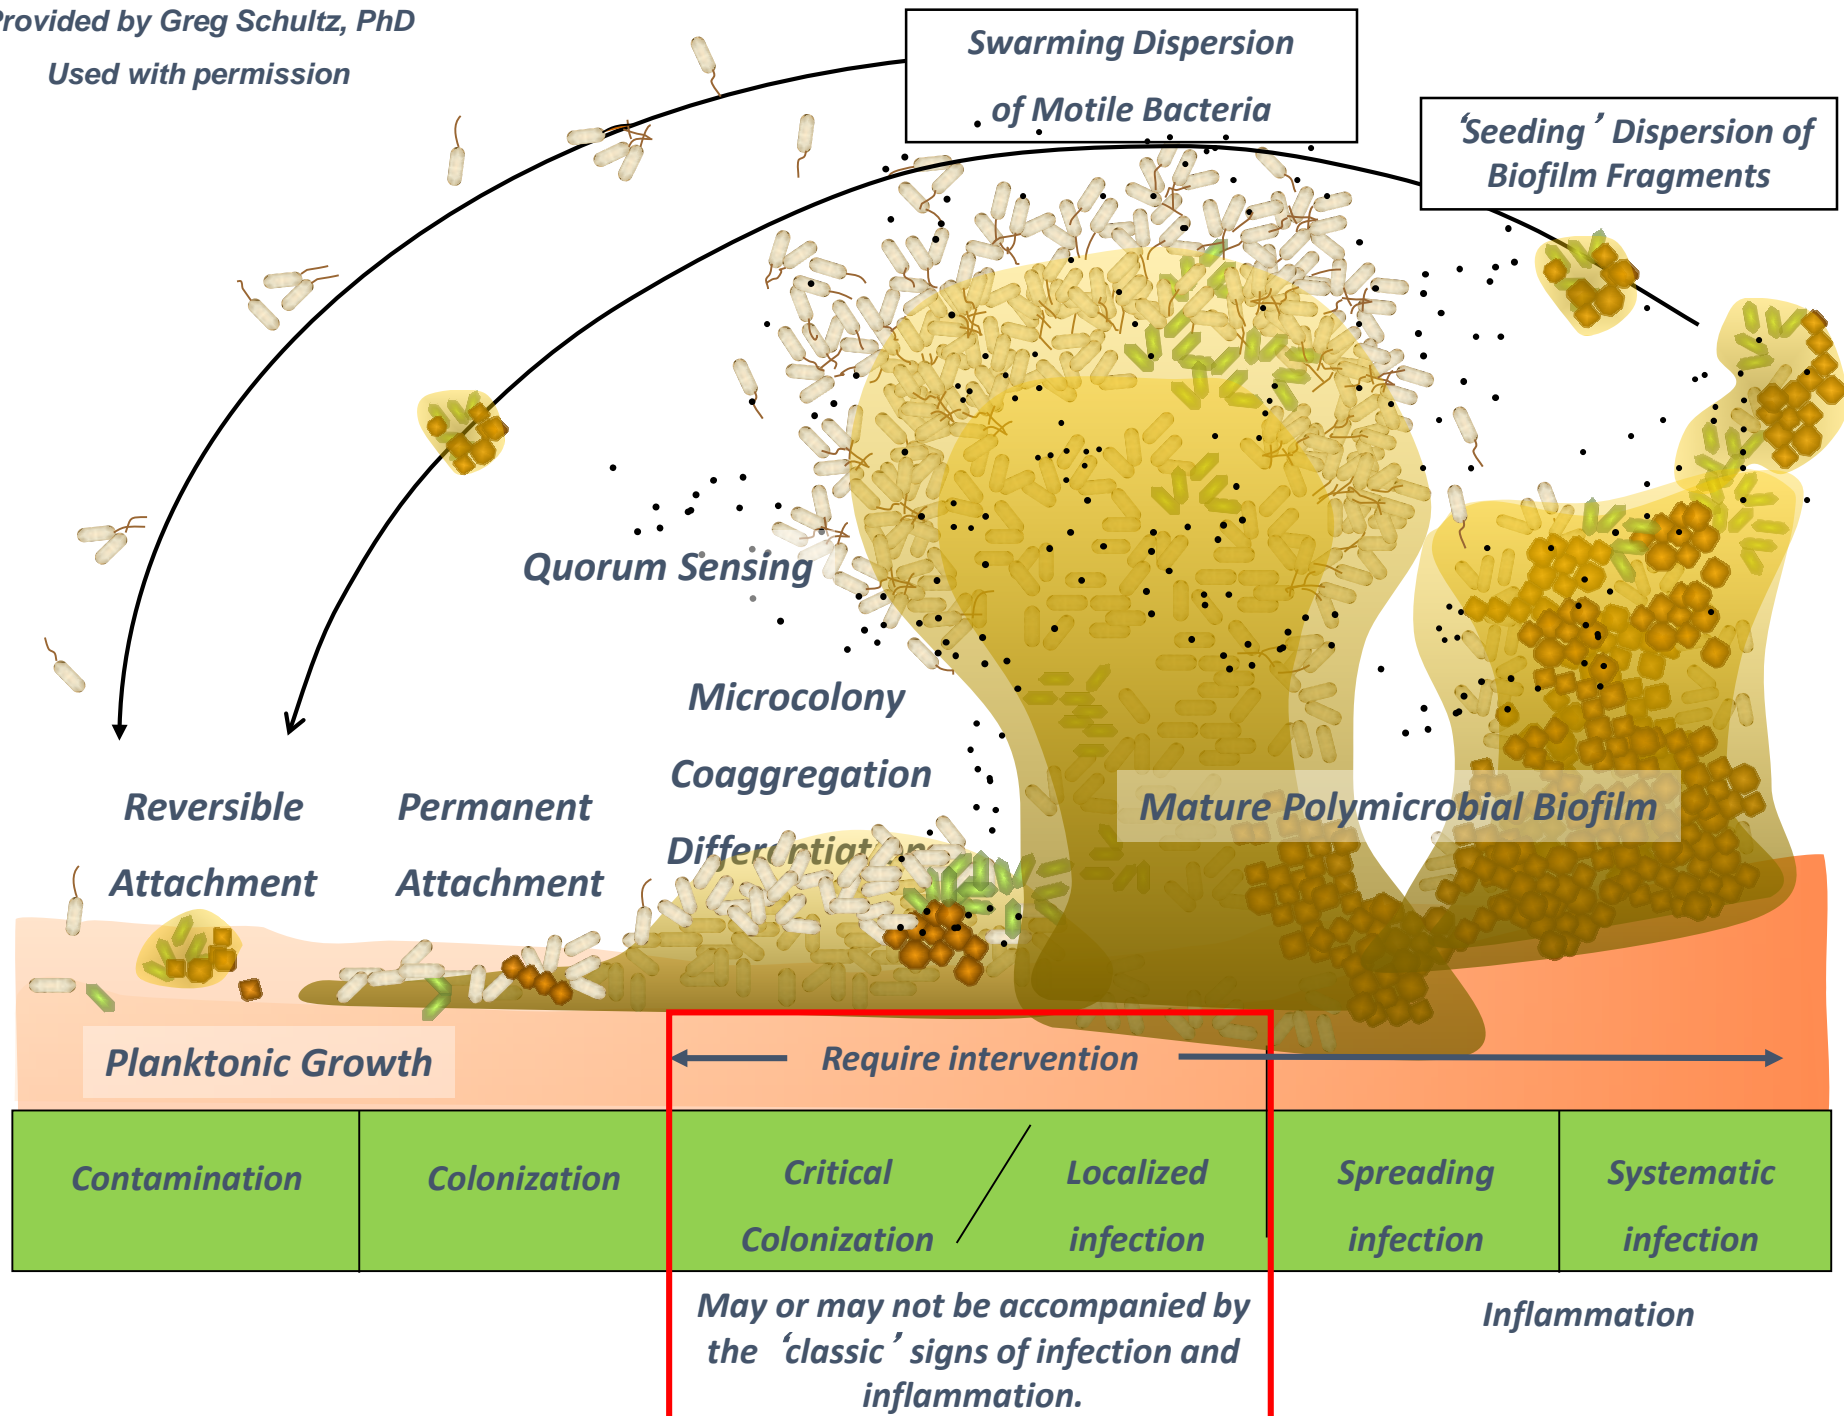 Provided by Greg Schultz, PhD
Used with permission
Swarming Dispersion
of Motile Bacteria
‘Seeding’ Dispersion of
Biofilm Fragments
Quorum Sensing
Microcolony
Coaggregation
Differentiation
Reversible
Attachment
Permanent
Attachment
Mature Polymicrobial Biofilm
Planktonic Growth
Require intervention
Contamination
Colonization
Critical
Colonization
Localized
infection
Spreading
infection
Systematic
infection
May or may not be accompanied by
the ‘classic’ signs of infection and
inflammation.
Inflammation